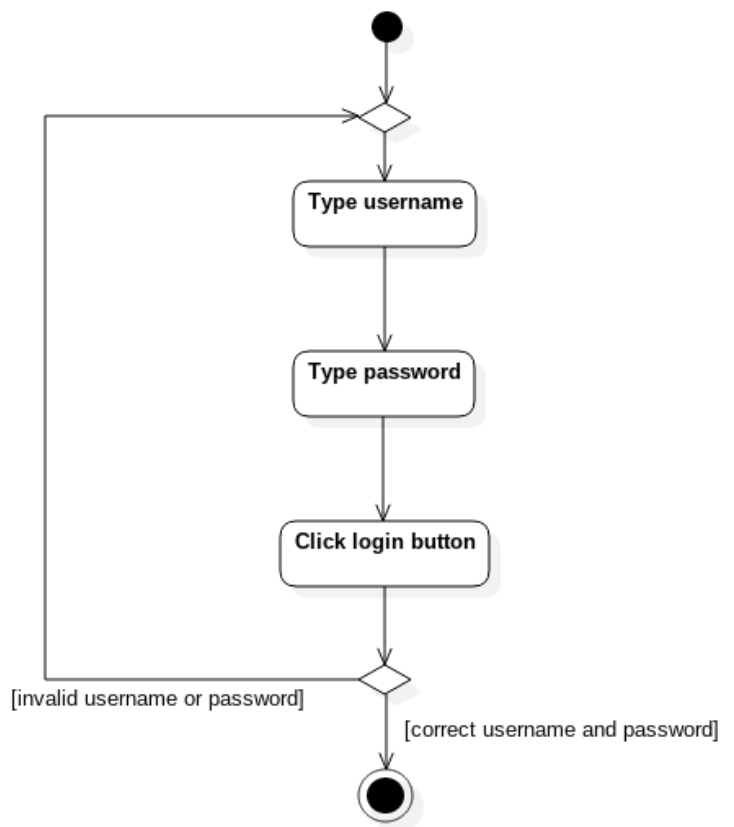 Type username
Type password
Click login button
[invalid username or password]
[correct username and password]